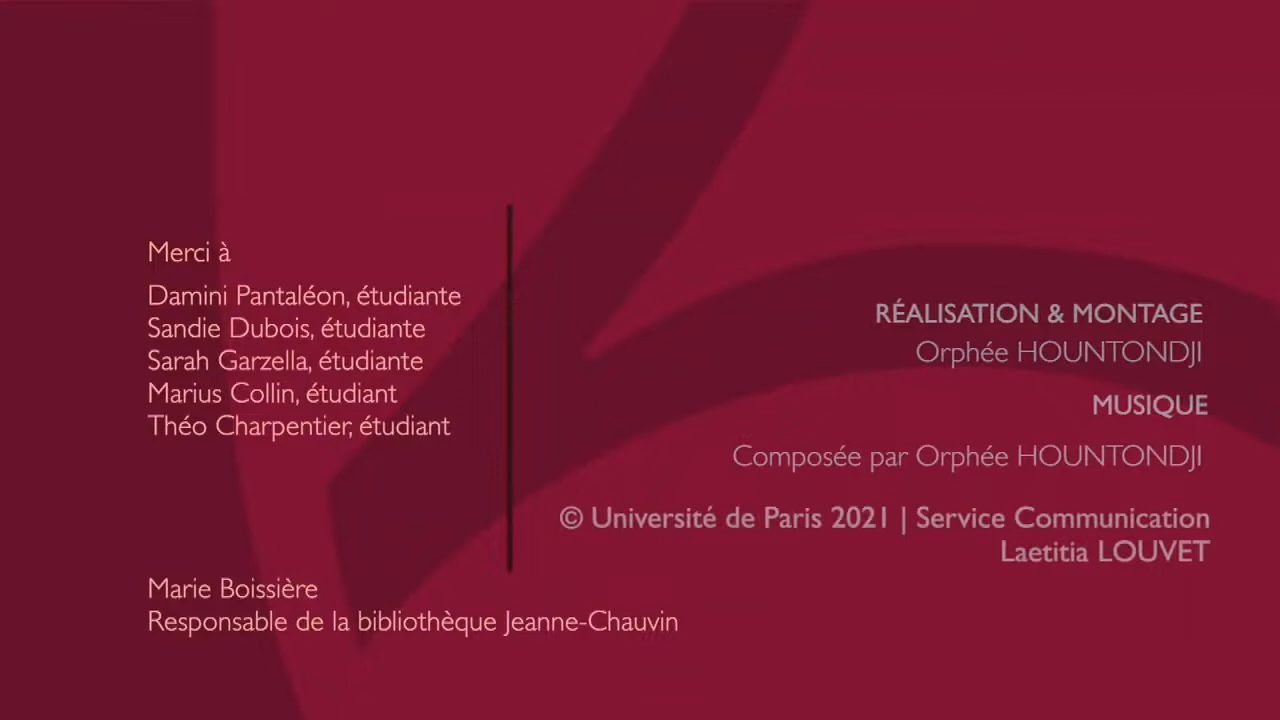 Merci à
Damini Pantaléon, étudiante
Sandie Dubois, étudiante
Sarah Garzella, étudiante
Marius Collin, étudiant
Théo Charpentier, étudiant
Marie Boissière
Responsable de la bibliothèque Jeanne-Chauvin
RÉALISATION & MONTAGE
Orphée HOUNTONDJI
MUSIQUE
Composée par Orphée HOUNTONDJI
© Université de Paris 2021 | Service Communication
Laetitia LOUVET